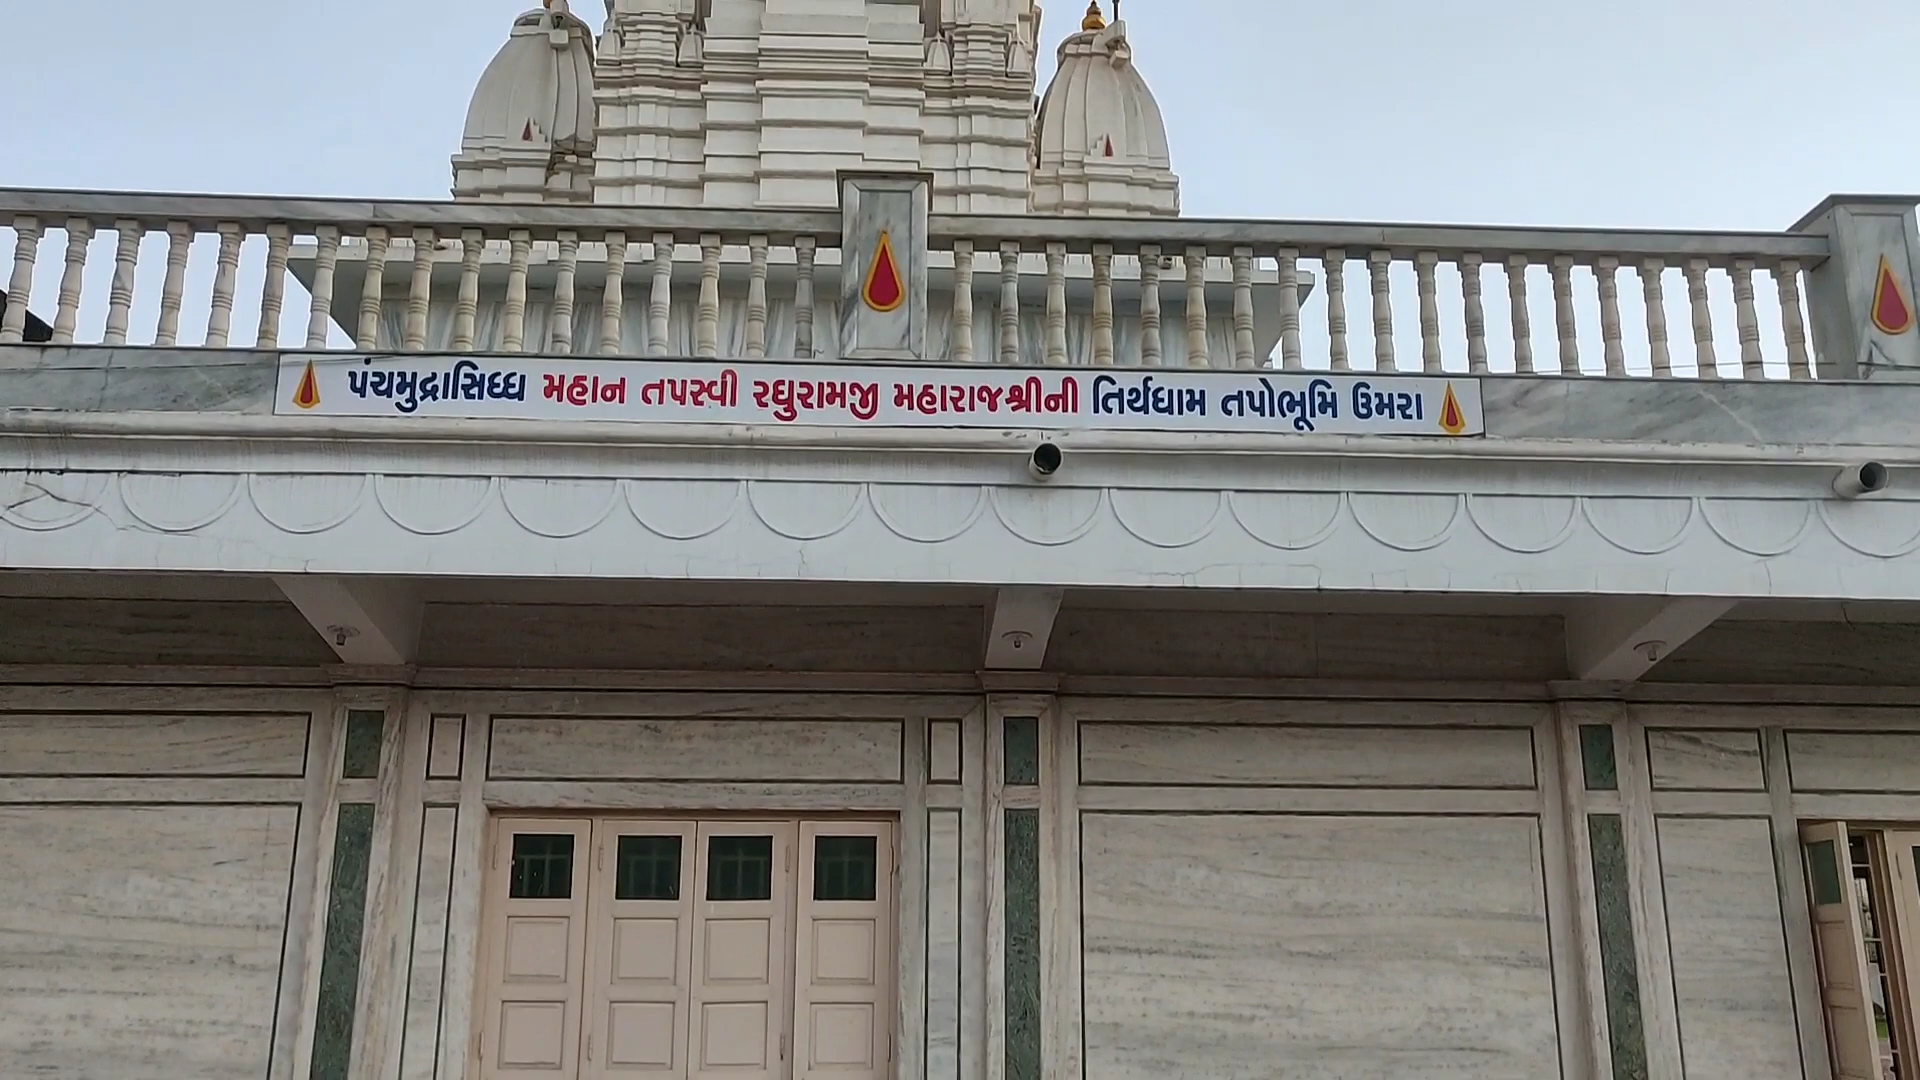 પંચમુદ્રાસિધ્ધ મહાન તપસ્વી રઘુરામજી મહારાજશ્રીની તિર્થધામ તપોભૂમિ ઉમરા